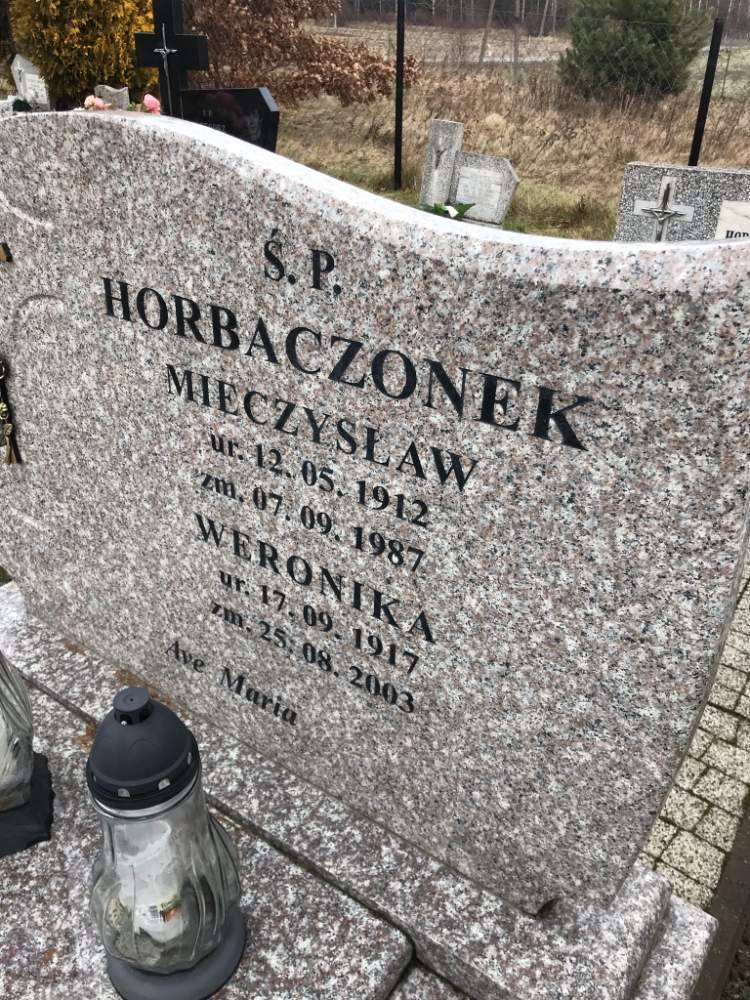 Ś. P.
HORBACZONEK
MIECZYSŁAW
ur. 12. 05. 1912
zm. 07. 09. 1987
WERONIKA
ur. 17. 09. 1917
zm. 25. 08. 2003
Ave Maria